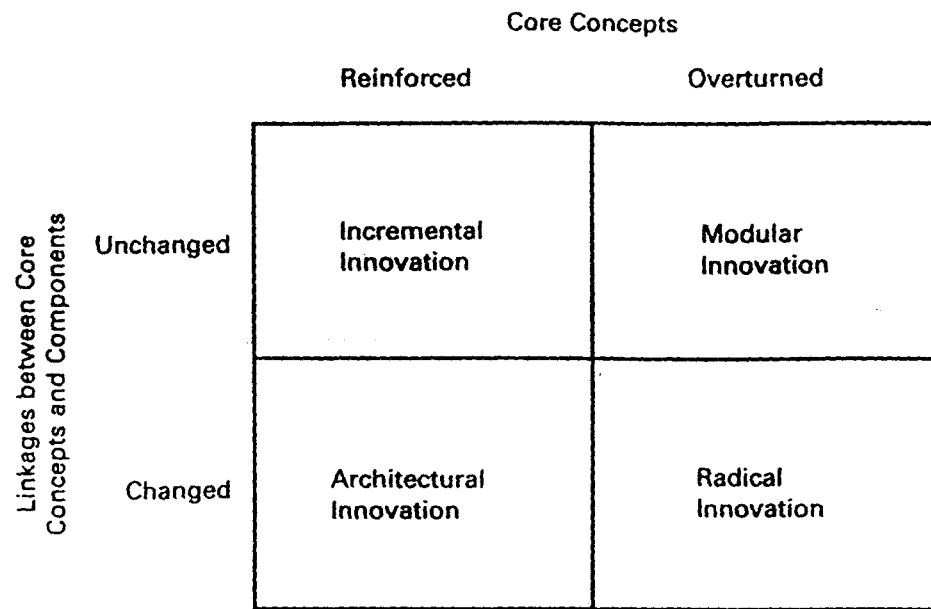 Core Concepts
Reinforced
Overturned
Linkages between Core
Concepts and Components
Unchanged
Incremental
Innovation
Modular
Innovation
Changed
Architectural
Innovation
Radical
Innovation